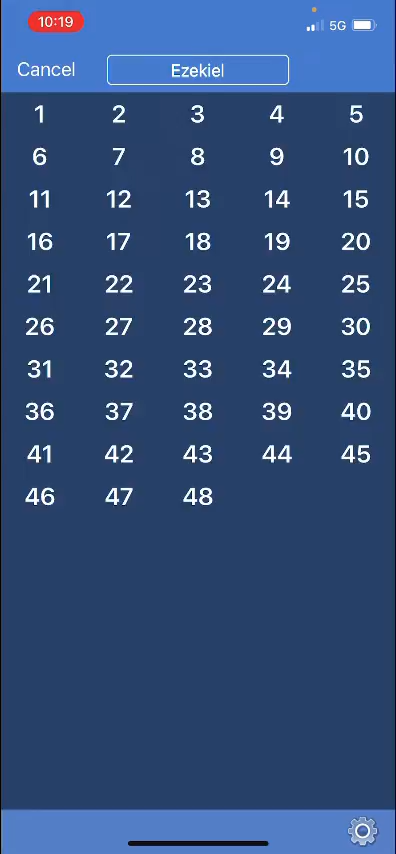 10:19
5G
Cancel
Ezekiel
1 2 3 4 5
6 7 8 9 10
11 12 13 14 15
16 17 18 19 20
21 22 23 24 25
26 27 28 29 30
31 32 33 34 35
36 37 38 39 40
41 42 43 44 45
46 47 48